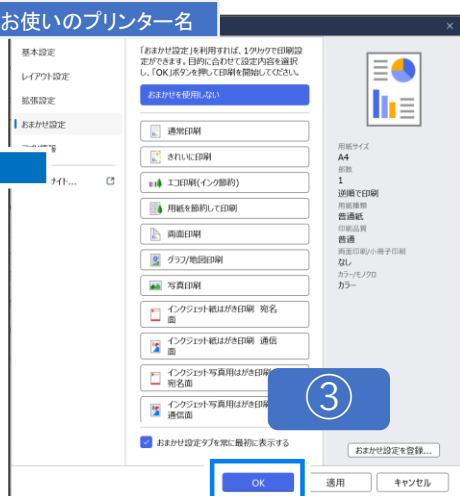 お使いのプリンター名
基本設定
レイアウト設定
拡張設定
おまかせ設定
サイト...
「おまかせ設定」を利用すれば、1クリックで印刷設
定ができます。目的に合わせて設定内容を選択
し、「OK」ボタンを押して印刷を開始してください。
おまかせを使用しない
通常印刷
きれいに印刷
エコ印刷(インク節約)
用紙を節約して印刷
両面印刷
グラフ/地図印刷
写真印刷
インクジェット紙はがき印刷 宛名
面
インクジェット紙はがき印刷 通信
面
インクジェット写真用はがき印刷
宛名面
インクジェット写真用はがき印刷
通信面
おまかせ設定タブを常に最初に表示する
用紙サイズ
A4
部数
1
逆順で印刷
用紙種類
普通紙
印刷品質
普通
両面印刷/小冊子印刷
なし
カラー/モノクロ
カラー
③
おまかせ設定を登録...
OK
適用
キャンセル